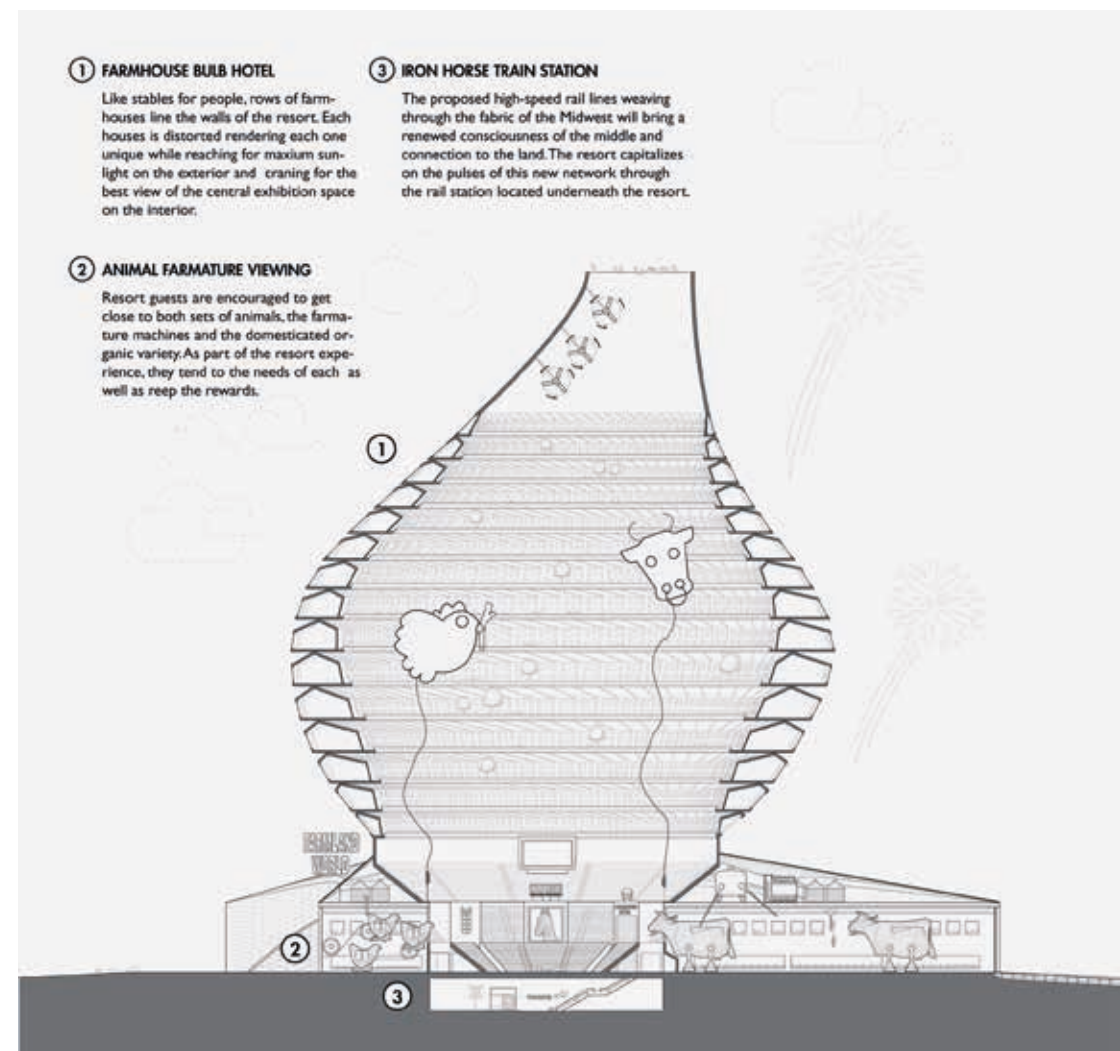 1 FARMHOUSE BULB HOTEL
Like stables for people, rows of farm-
houses line the walls of the resort. Each
houses is distorted rendering each one
unique while reaching for maxium sun-
light on the exterior and craning for the
best view of the central exhibition space
on the interior.
2 ANIMAL FARMATURE VIEWING
Resort guests are encouraged to get
close to both sets of animals, the farma-
ture machines and the domesticated or-
ganic variety. As part of the resort expe-
rience, they tend to the needs of each as
well as reep the rewards.
3 IRON HORSE TRAIN STATION
The proposed high-speed rail lines weaving
through the fabric of the Midwest will bring a
renewed consciousness of the middle and
connection to the land. The resort capitalizes
on the pulses of this new network through
the rail station located underneath the resort.
1
FARMLAND
WORLD
2
3